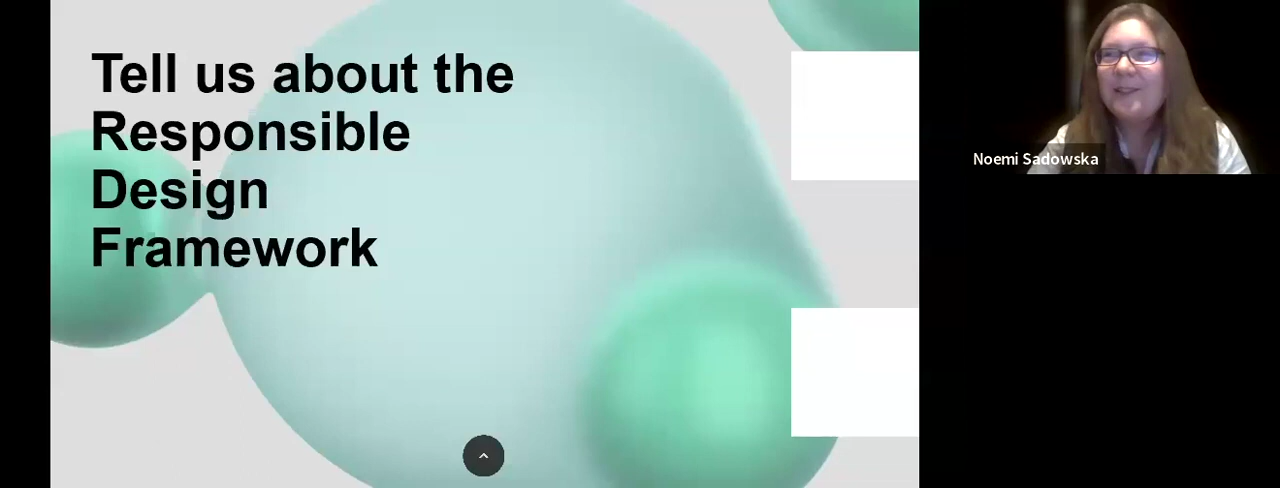 Tell us about the
Responsible
Design
Framework
Noemi Sadowska